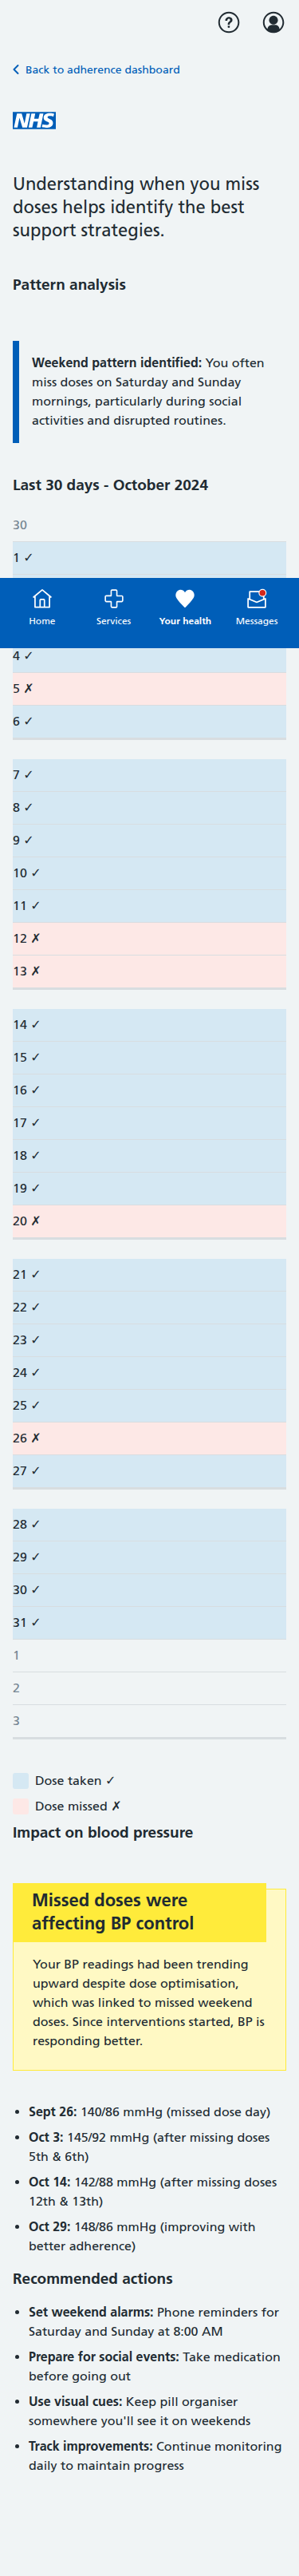 Back to adherence dashboard
NHS
Understanding when you miss
doses helps identify the best
support strategies.
Pattern analysis
Weekend pattern identified: You often
miss doses on Saturday and Sunday
mornings, particularly during social
activities and disrupted routines.
Last 30 days - October 2024
30
1 ✓
Home Services Your health Messages
4 ✓
5 ✗
6 ✓
7 ✓
8 ✓
9 ✓
10 ✓
11 ✓
12 ✗
13 ✗
14 ✓
15 ✓
16 ✓
17 ✓
18 ✓
19 ✓
20 ✗
21 ✓
22 ✓
23 ✓
24 ✓
25 ✓
26 ✗
27 ✓
28 ✓
29 ✓
30 ✓
31 ✓
1
2
3
Dose taken ✓
Dose missed ✗
Impact on blood pressure
Missed doses were
affecting BP control
Your BP readings had been trending
upward despite dose optimisation,
which was linked to missed weekend
doses. Since interventions started, BP is
responding better.
• Sept 26: 140/86 mmHg (missed dose day)
• Oct 3: 145/92 mmHg (after missing doses
5th & 6th)
• Oct 14: 142/88 mmHg (after missing doses
12th & 13th)
• Oct 29: 148/86 mmHg (improving with
better adherence)
Recommended actions
• Set weekend alarms: Phone reminders for
Saturday and Sunday at 8:00 AM
• Prepare for social events: Take medication
before going out
• Use visual cues: Keep pill organiser
somewhere you'll see it on weekends
• Track improvements: Continue monitoring
daily to maintain progress